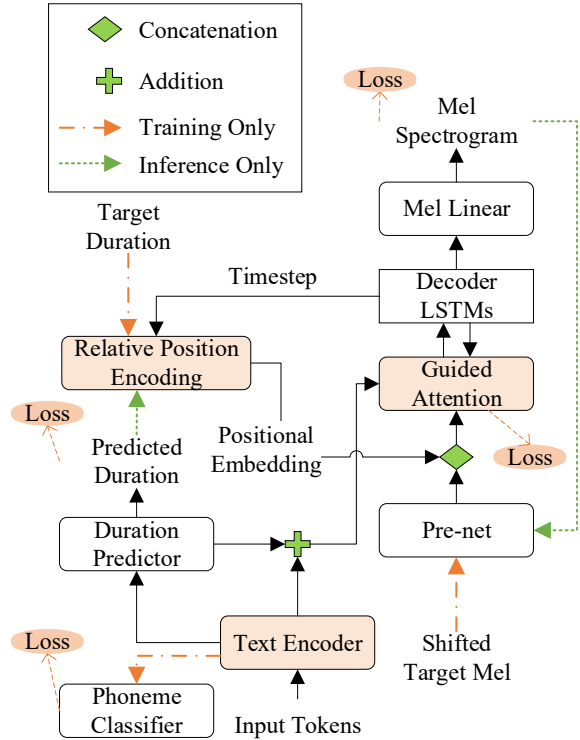 Concatenation
Addition
Training Only
Inference Only
Loss
Mel
Spectrogram
Mel Linear
Target
Duration
Timestep
Decoder
LSTMs
Relative Position
Encoding
Guided
Attention
Loss
Predicted
Duration
Positional
Embedding
Loss
Duration
Predictor
Pre-net
Loss
Text Encoder
Shifted
Target Mel
Phoneme
Classifier
Input Tokens